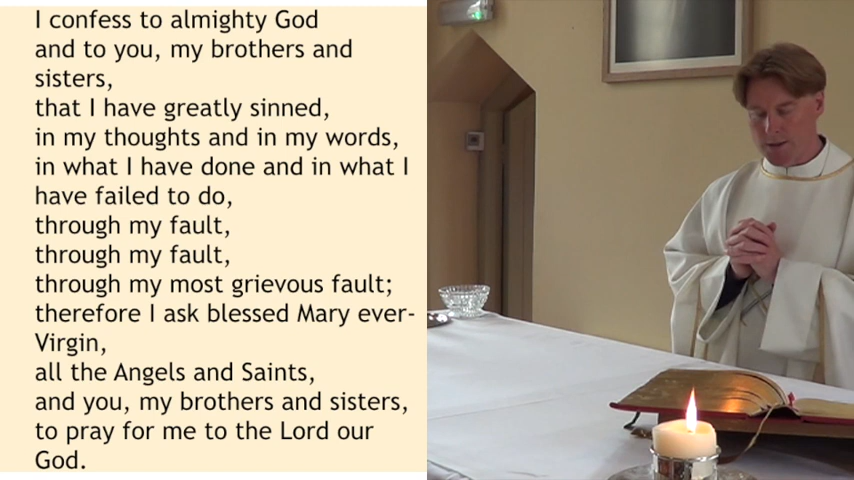 I confess to almighty God
and to you, my brothers and
sisters,
that I have greatly sinned,
in my thoughts and in my words,
in what I have done and in what I
have failed to do,
through my fault,
through my fault,
through my most grievous fault;
therefore I ask blessed Mary ever-
Virgin,
all the Angels and Saints,
and you, my brothers and sisters,
to pray for me to the Lord our
God.